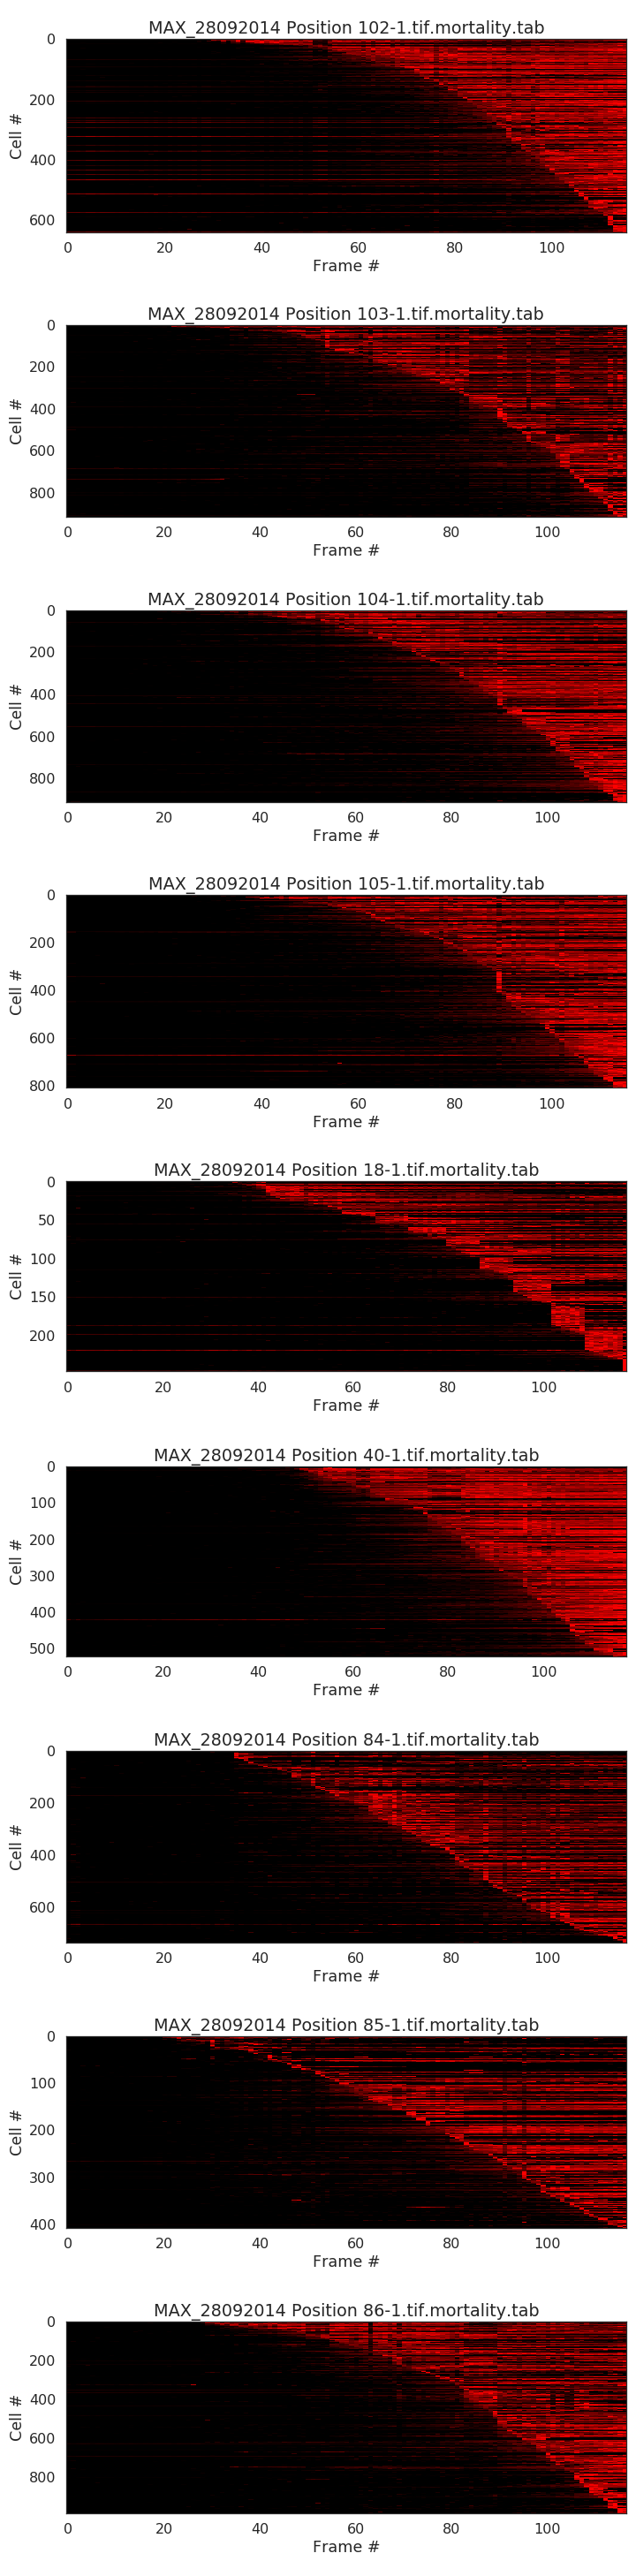 MAX_28092014 Position 102-1.tif.mortality.tab
0
200
400
600
Cell #
0 20 40 60 80 100
Frame #
MAX_28092014 Position 103-1.tif.mortality.tab
0
200
400
600
800
Cell #
0 20 40 60 80 100
Frame #
MAX_28092014 Position 104-1.tif.mortality.tab
0
200
400
600
800
Cell #
0 20 40 60 80 100
Frame #
MAX_28092014 Position 105-1.tif.mortality.tab
0
200
400
600
800
Cell #
0 20 40 60 80 100
Frame #
MAX_28092014 Position 18-1.tif.mortality.tab
0
50
100
150
200
Cell #
0 20 40 60 80 100
Frame #
MAX_28092014 Position 40-1.tif.mortality.tab
0
100
200
300
400
500
Cell #
0 20 40 60 80 100
Frame #
MAX_28092014 Position 84-1.tif.mortality.tab
0
200
400
600
Cell #
0 20 40 60 80 100
Frame #
MAX_28092014 Position 85-1.tif.mortality.tab
0
100
200
300
400
Cell #
0 20 40 60 80 100
Frame #
MAX_28092014 Position 86-1.tif.mortality.tab
0
200
400
600
800
Cell #
0 20 40 60 80 100
Frame #